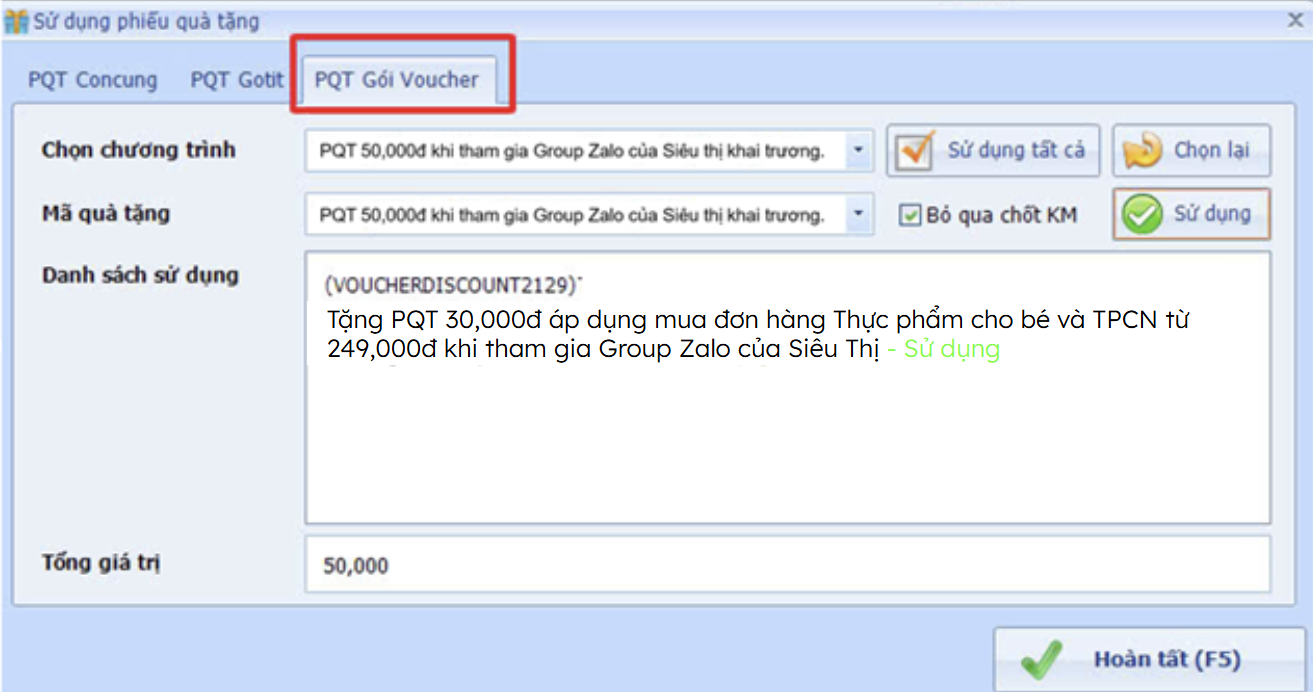 Sử dụng phiếu quà tặng
PQT Concung PQT Gotit PQT Gói Voucher
Chọn chương trình PQT 50,000đ khi tham gia Group Zalo của Siêu thị khai trương. Sử dụng tất cả Chọn lại
Mã quà tặng PQT 50,000đ khi tham gia Group Zalo của Siêu thị khai trương. Bỏ qua chốt KM Sử dụng
Danh sách sử dụng (VOUCHERDISCOUNT2129)
Tặng PQT 30,000đ áp dụng mua đơn hàng Thực phẩm cho bé và TPCN từ
249,000đ khi tham gia Group Zalo của Siêu Thị - Sử dụng
Tổng giá trị 50,000
Hoàn tất (F5)